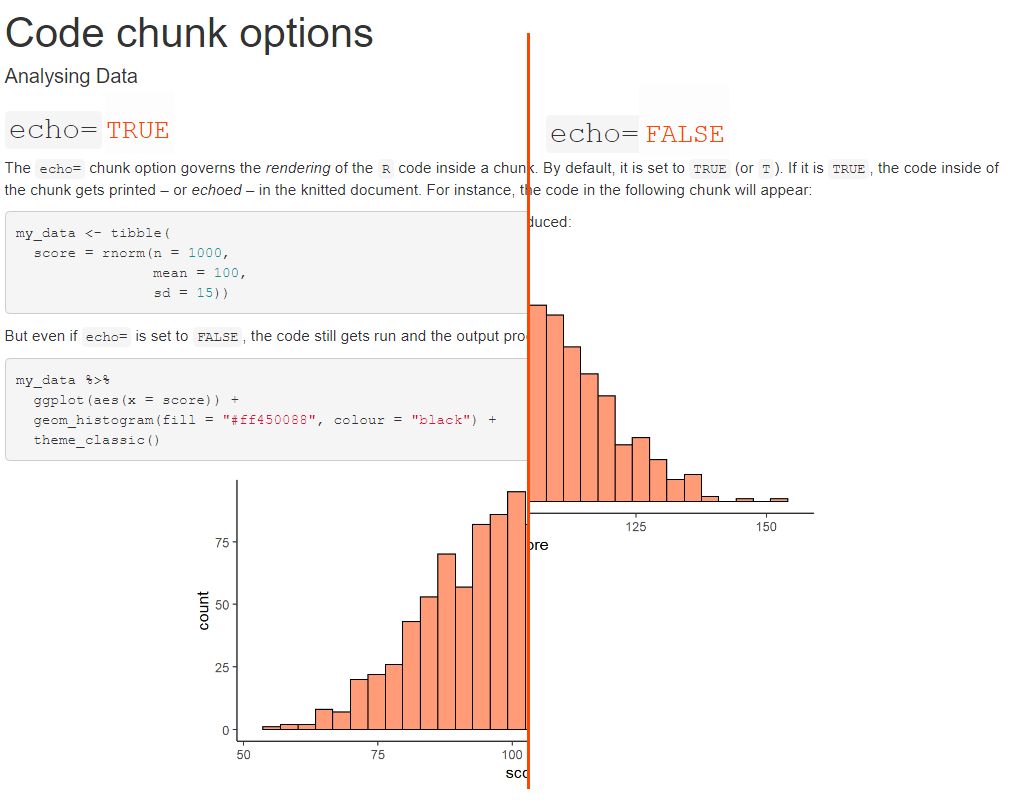 Code chunk options
Analysing Data
echo= TRUE
echo= FALSE
The echo= chunk option governs the rendering of the R code inside a chunk. By default, it is set to TRUE (or T ). If it is TRUE , the code inside of
the chunk gets printed – or echoed – in the knitted document. For instance, the code in the following chunk will appear:
my_data <- tibble(
score = rnorm(n = 1000,
mean = 100,
sd = 15))
But even if echo= is set to FALSE , the code still gets run and the output pro
duced:
my_data %>%
ggplot(aes(x = score)) +
geom_histogram(fill = "#ff450088", colour = "black") +
theme_classic()
75
50
25
0
count
50 75 100
sco
125 150
ore